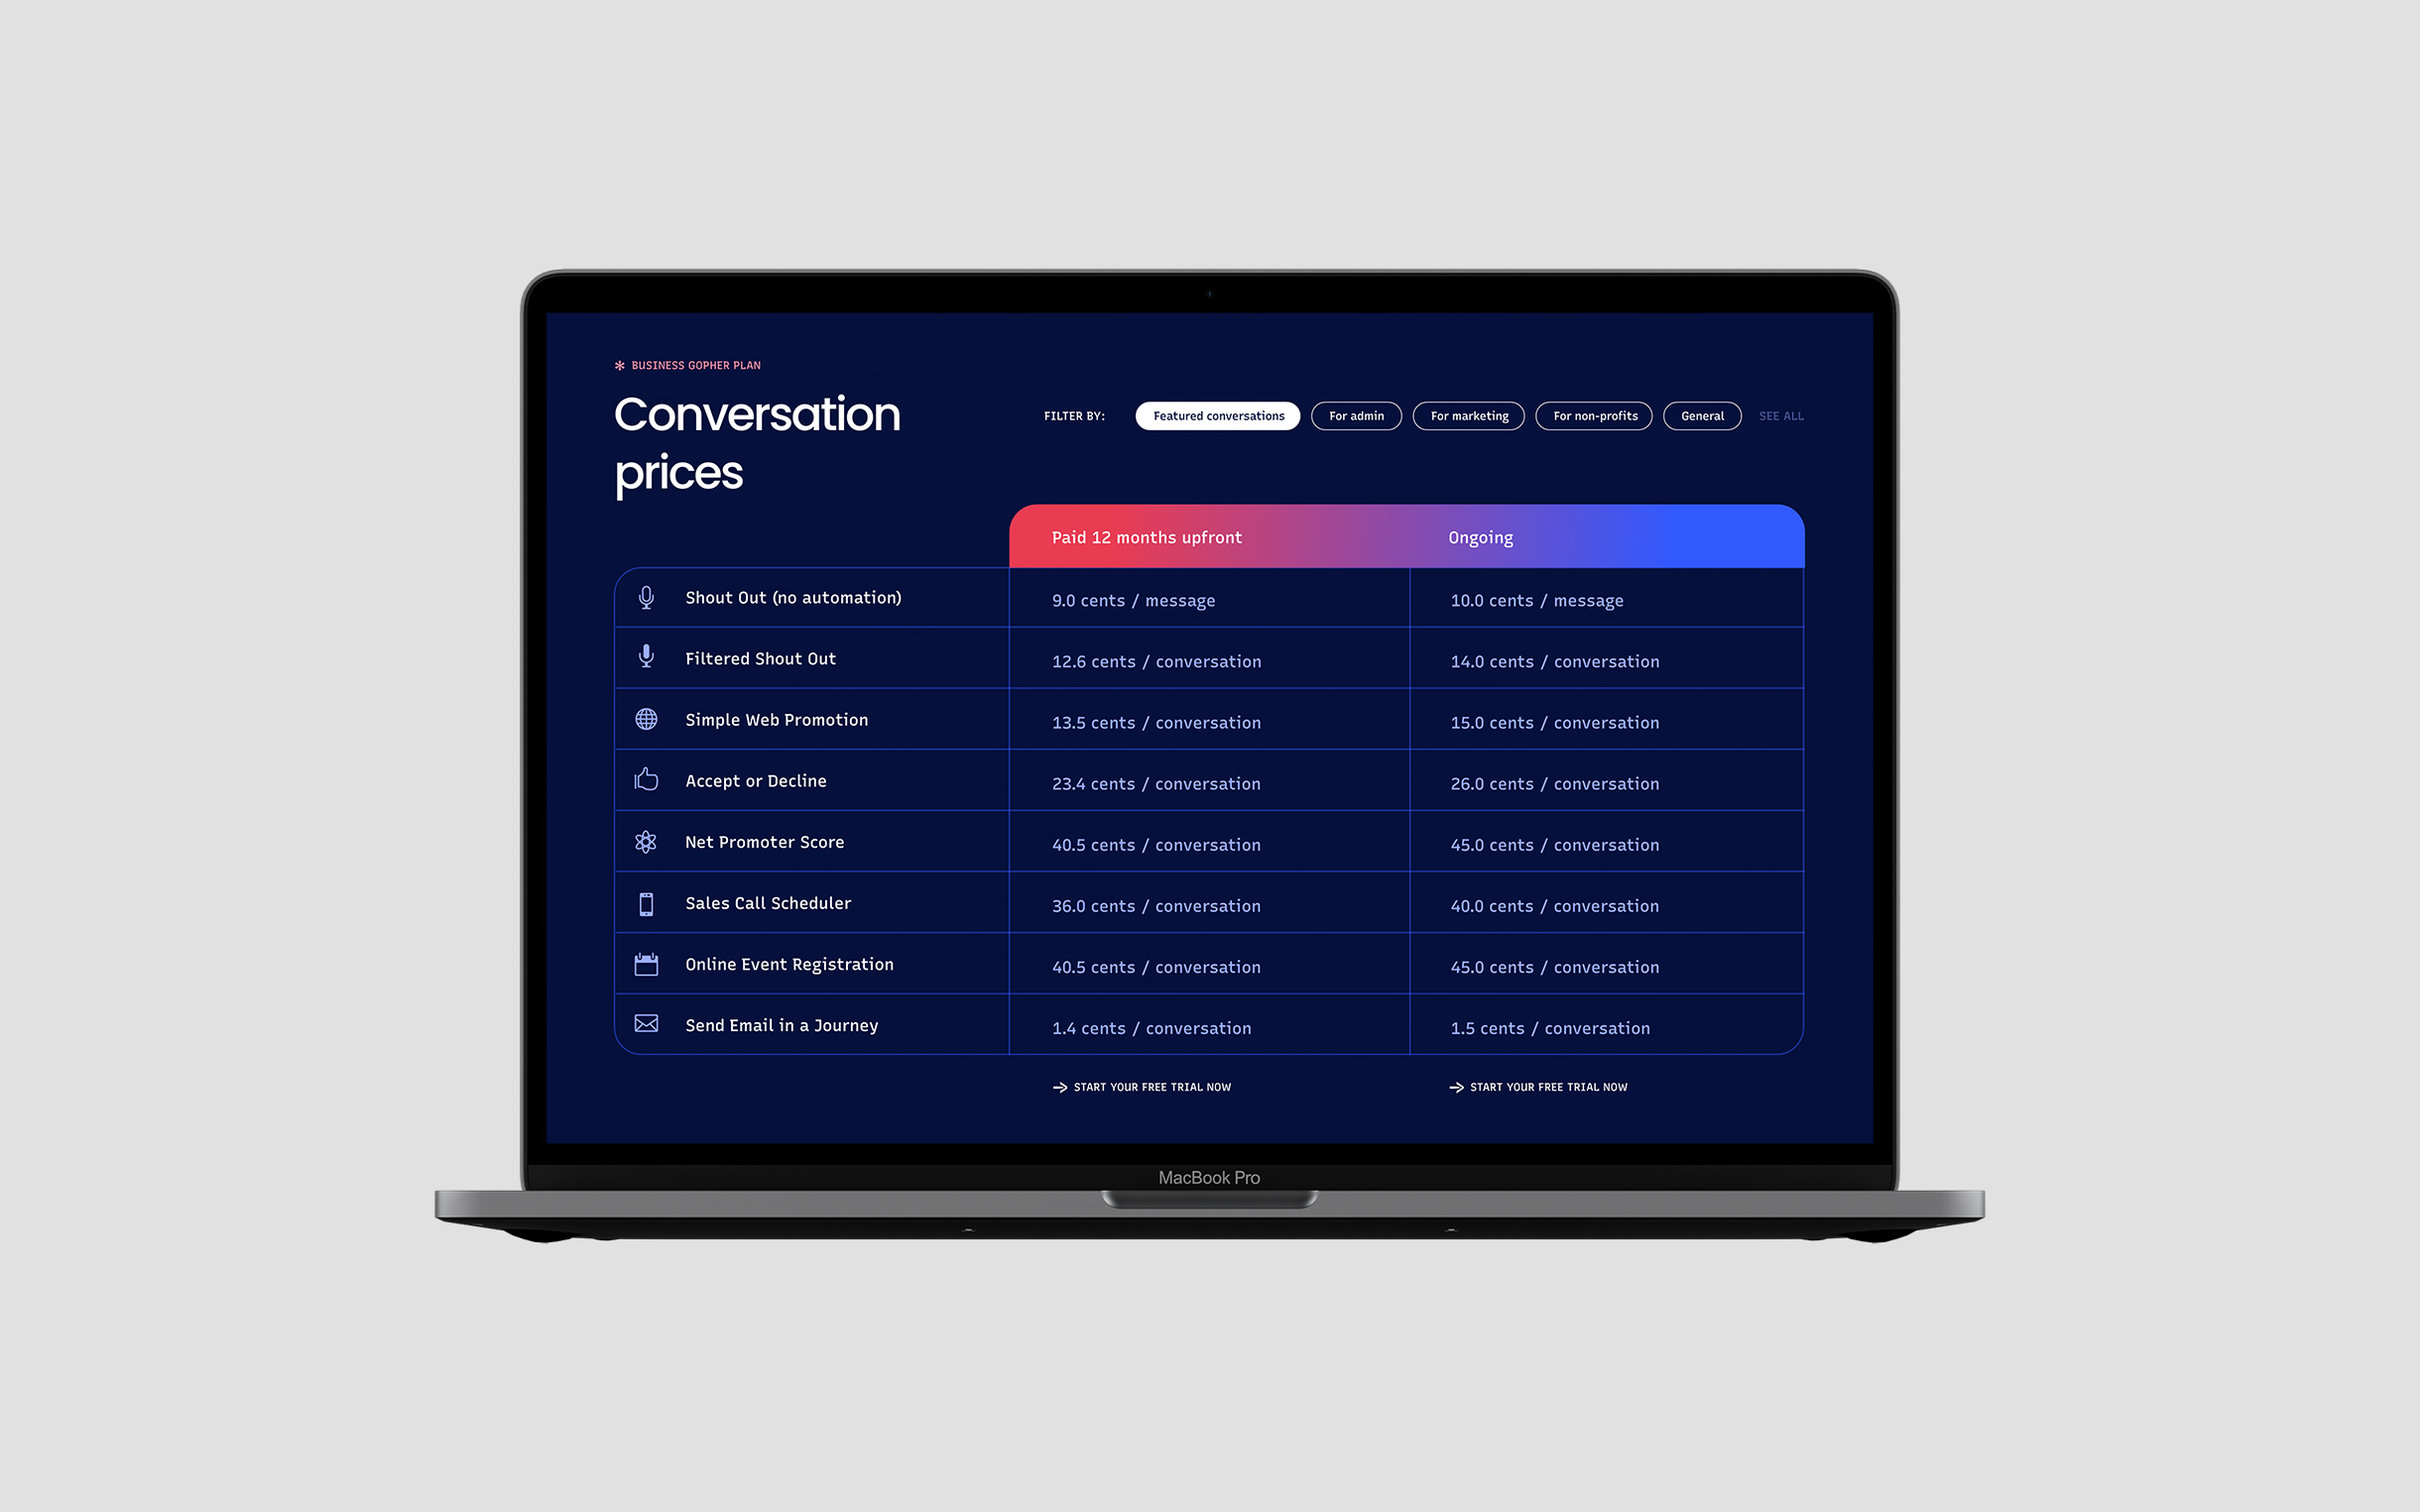 ✻ BUSINESS GOPHER PLAN
Conversation
prices
FILTER BY: Featured conversations For admin For marketing For non-profits General SEE ALL
Paid 12 months upfront Ongoing
Shout Out (no automation) 9.0 cents / message 10.0 cents / message
Filtered Shout Out 12.6 cents / conversation 14.0 cents / conversation
Simple Web Promotion 13.5 cents / conversation 15.0 cents / conversation
Accept or Decline 23.4 cents / conversation 26.0 cents / conversation
Net Promoter Score 40.5 cents / conversation 45.0 cents / conversation
Sales Call Scheduler 36.0 cents / conversation 40.0 cents / conversation
Online Event Registration 40.5 cents / conversation 45.0 cents / conversation
Send Email in a Journey 1.4 cents / conversation 1.5 cents / conversation
→ START YOUR FREE TRIAL NOW → START YOUR FREE TRIAL NOW
MacBook Pro